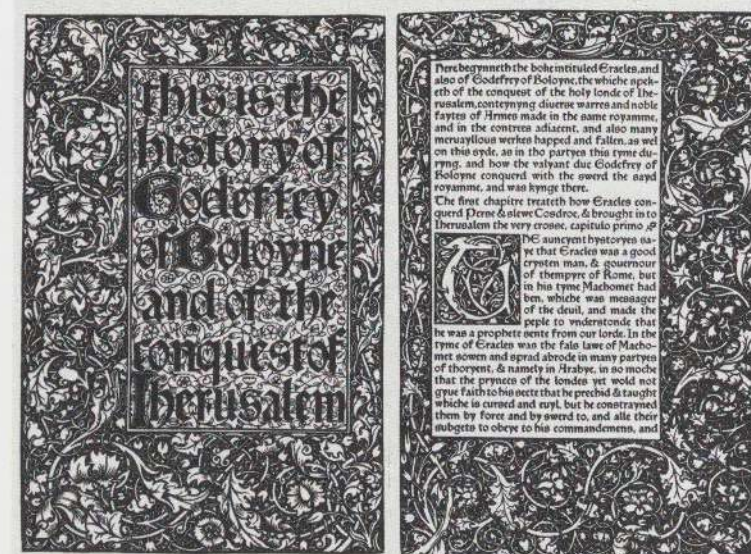 this is the
history of
Godeffrey
of Boloyne
and of the
conquest of
Iherusalem
Here begynneth the boke intituled Eracles, and
also of Godefrey of Boloyne, the whiche spek-
eth of the conquest of the holy londe of Ihe-
rusalem, conteynyng diuerse warres and noble
faytes of Armes made in the same royamme,
and in the contrees adiacent, and also many
meruayllous werkes happed and fallen, as wel
on this syde, as in tho partyes this tyme du-
ryng, and how the valyant duc Godefrey of
Boloyne conquerd with the swerd the sayd
royamme, and was kynge there.
The first chapitre treateth how Eracles con-
querd Perse & slewe Cosdroe, & brought in to
Iherusalem the very crosse, capitulo primo
THE auncyent hystoryes sa-
ye that Eracles was a good
crysten man, & gouernour
of thempyre of Rome, but
in his tyme Machomet had
ben, whiche was messager
of the deuil, and made the
peple to vnderstonde that
he was a prophete sente from our lorde. In the
tyme of Eracles was the fals lawe of Macho-
met sowen and sprad abrode in many partyes
of thoryent, & namely in Arabye, in so moche
that the prynces of the londes yet wold not
gyue faith to his secte that he prechid & taught
whiche is cursed and euyl, but he constrayned
them by force and by swerd to, and alle their
subgets to obeye to his commandemens, and